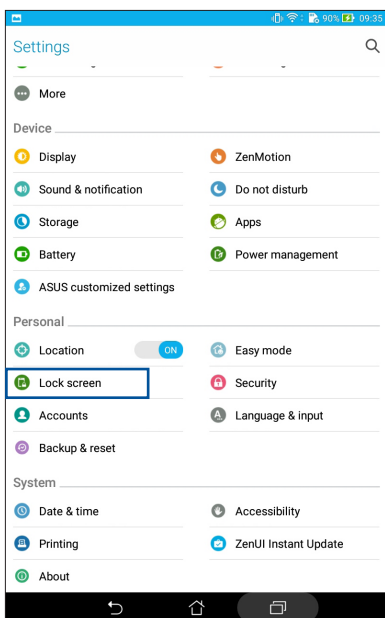 90% 09:35
Settings
More
Device
Display ZenMotion
Sound & notification Do not disturb
Storage Apps
Battery Power management
ASUS customized settings
Personal
Location ON Easy mode
Lock screen Security
Accounts A Language & input
Backup & reset
System
Date & time Accessibility
Printing ZenUI Instant Update
About